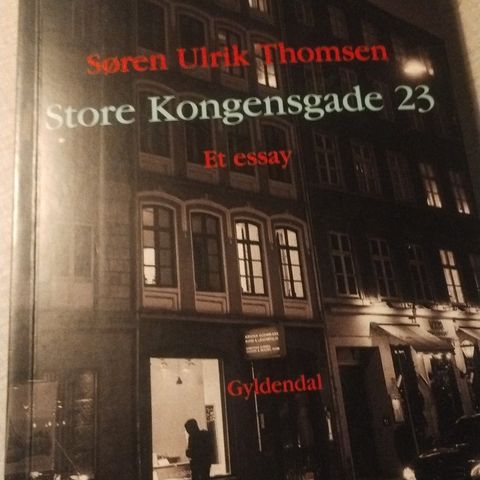 Søren Ulrik Thomsen
Store Kongensgade 23
Et essay
Gyldendal